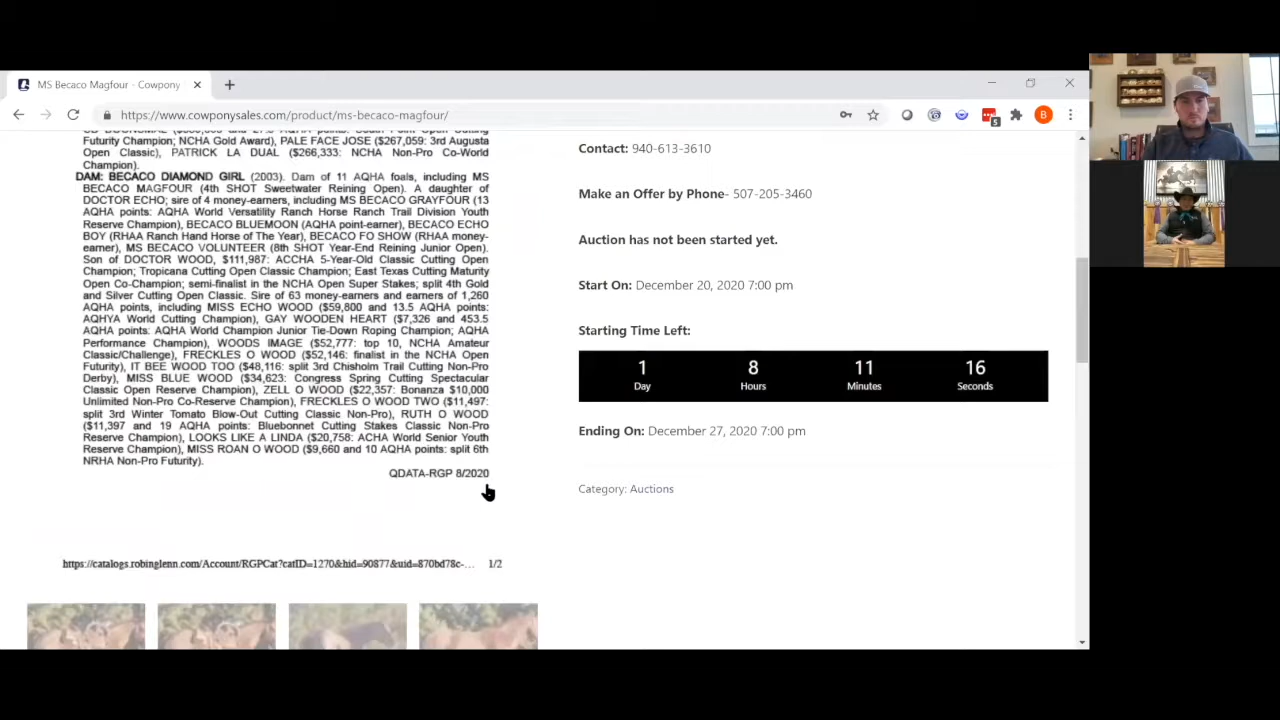 MS Becaco Magfour - Cowpony
https://www.cowponysales.com/product/ms-becaco-magfour/
5
B
Futurity Champion; NCHA Gold Award), PALE FACE JOSE ($267,059: 3rd Augusta
Open Classic), PATRICK LA DUAL ($266,333: NCHA Non-Pro Co-World
Champion).
DAM: BECACO DIAMOND GIRL (2003). Dam of 11 AQHA foals, including MS
BECACO MAGFOUR (4th SHOT Sweetwater Reining Open). A daughter of
DOCTOR ECHO; sire of 4 money-earners, including MS BECACO GRAYFOUR (13
AQHA points: AQHA World Versatility Ranch Horse Ranch Trail Division Youth
Reserve Champion), BECACO BLUEMOON (AQHA point-earner), BECACO ECHO
BOY (RHAA Ranch Hand Horse of The Year), BECACO FO SHOW (RHAA money-
earner), MS BECACO VOLUNTEER (8th SHOT Year-End Reining Junior Open).
Son of DOCTOR WOOD, $111,987: ACCHA 5-Year-Old Classic Cutting Open
Champion; Tropicana Cutting Open Classic Champion; East Texas Cutting Maturity
Open Co-Champion; semi-finalist in the NCHA Open Super Stakes; split 4th Gold
and Silver Cutting Open Classic. Sire of 63 money-earners and earners of 1,260
AQHA points, including MISS ECHO WOOD ($59,800 and 13.5 AQHA points:
AQHYA World Cutting Champion), GAY WOODEN HEART ($7,326 and 453.5
AQHA points: AQHA World Champion Junior Tie-Down Roping Champion; AQHA
Performance Champion), WOODS IMAGE ($52,777: top 10, NCHA Amateur
Classic/Challenge), FRECKLES O WOOD ($52,146: finalist in the NCHA Open
Futurity), IT BEE WOOD TOO ($48,116: split 3rd Chisholm Trail Cutting Non-Pro
Derby), MISS BLUE WOOD ($34,623: Congress Spring Cutting Spectacular
Classic Open Reserve Champion), ZELL O WOOD ($22,357: Bonanza $10,000
Unlimited Non-Pro Co-Reserve Champion), FRECKLES O WOOD TWO ($11,497:
split 3rd Winter Tomato Blow-Out Cutting Classic Non-Pro), RUTH O WOOD
($11,397 and 19 AQHA points: Bluebonnet Cutting Stakes Classic Non-Pro
Reserve Champion), LOOKS LIKE A LINDA ($20,758: ACHA World Senior Youth
Reserve Champion), MISS ROAN O WOOD ($9,660 and 10 AQHA points: split 6th
NRHA Non-Pro Futurity).
QDATA-RGP 8/2020
https://catalogs.robinglenn.com/Account/RGPCat?catID=1270&hid=90877&uid=870bd78c-... 1/2
Contact: 940-613-3610
Make an Offer by Phone- 507-205-3460
Auction has not been started yet.
Start On: December 20, 2020 7:00 pm
Starting Time Left:
1 8 11 16
Day Hours Minutes Seconds
Ending On: December 27, 2020 7:00 pm
Category: Auctions